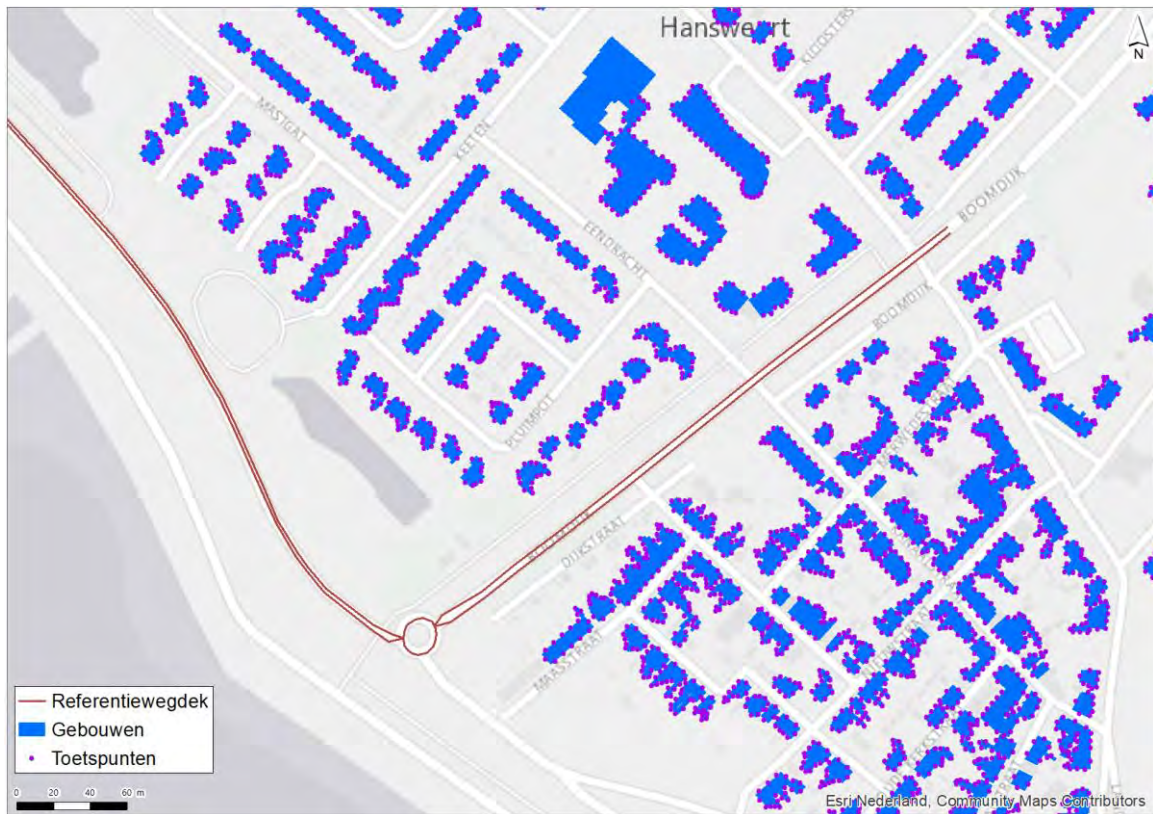 Hansweert
KLOOSTERS
N
MASTGAT
KEETEN
EENDRACHT
BOOMDIJK
BOOMDIJK
PLUIMPOT
DIJKSTRAAT
MAASSTRAAT
Referentiewegdek
Gebouwen
Toetspunten
0 20 40 60 m
Esri Nederland, Community Maps Contributors